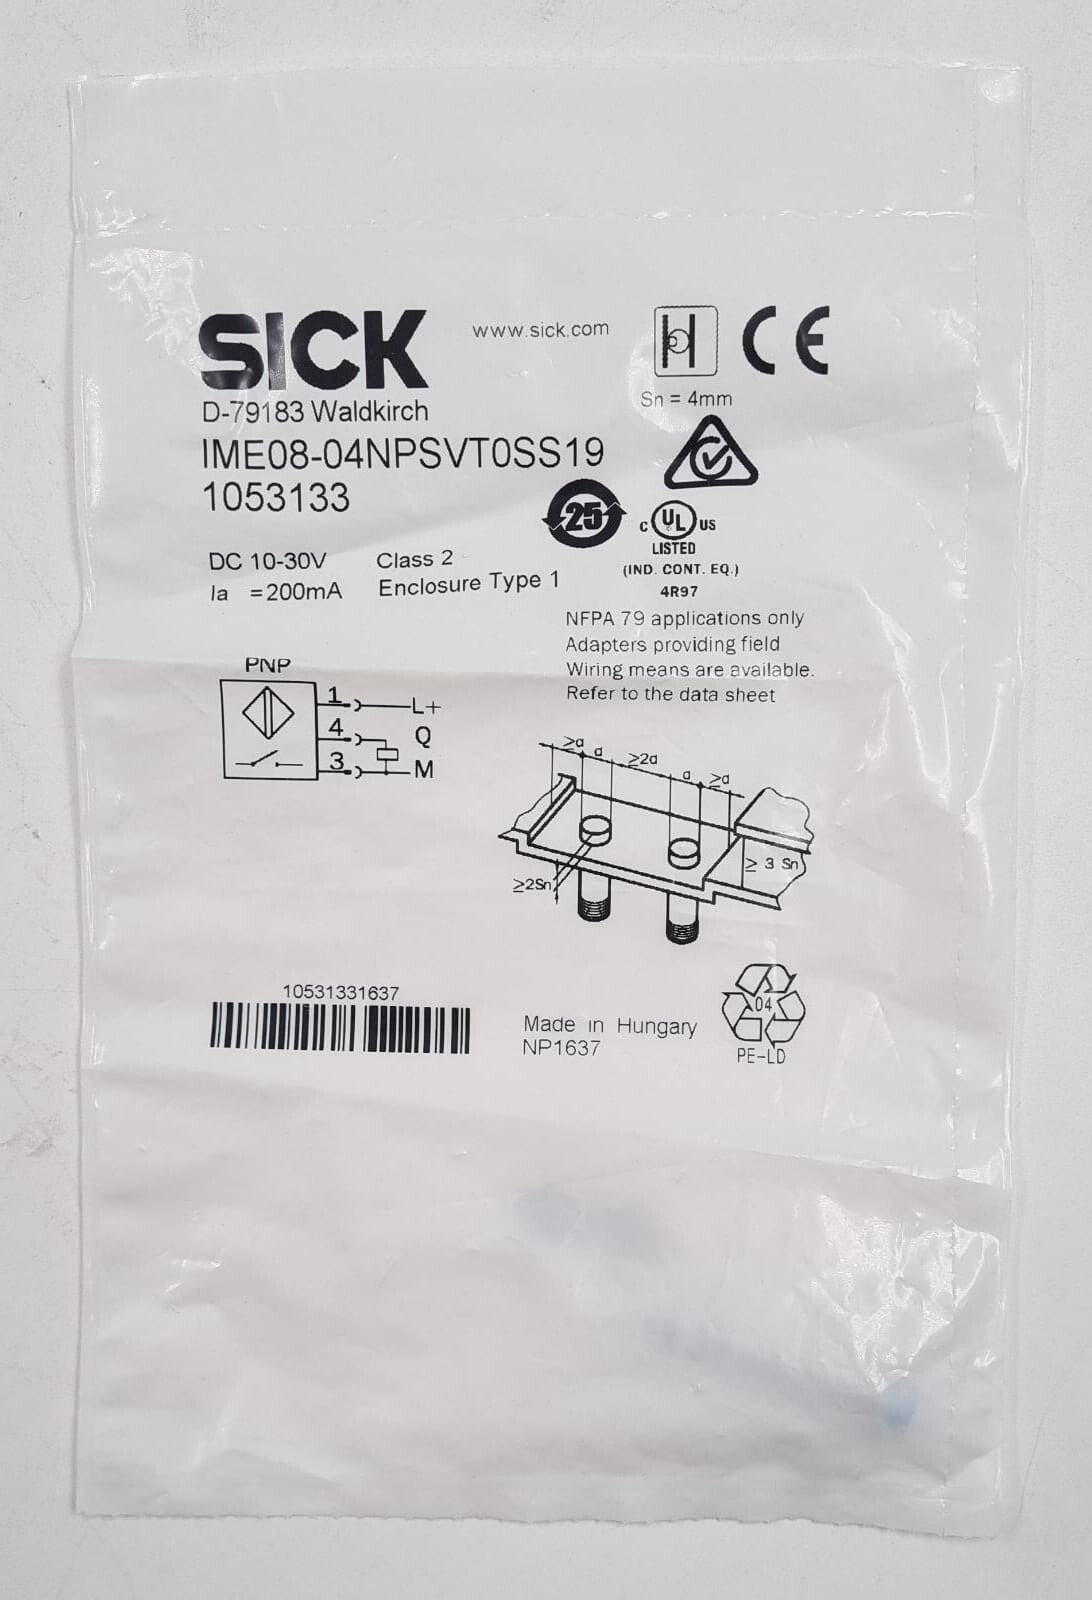 SICK
www.sick.com
CE
D-79183 Waldkirch
Sn = 4mm
IME08-04NPSVT0SS19
1053133
25
C UL US
LISTED
(IND. CONT. EQ.)
4R97
DC 10-30V Class 2
Ia =200mA Enclosure Type 1
NFPA 79 applications only
Adapters providing field
Wiring means are available.
Refer to the data sheet
PNP
1 L+
4 Q
3 M
≥d d ≥2d d ≥d
≥ 3 Sn
≥2Sn
10531331637
Made in Hungary
NP1637
04
PE-LD